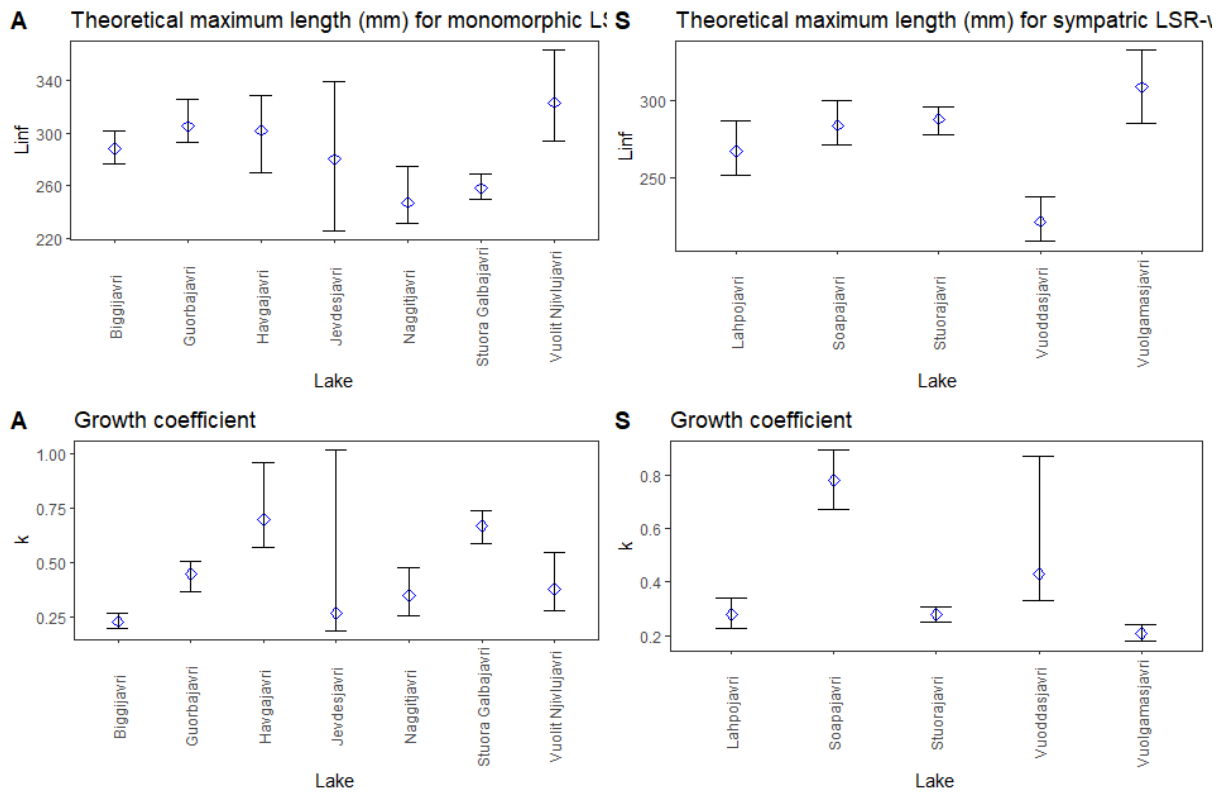 A Theoretical maximum length (mm) for monomorphic LS
340
300
260
220
Linf
Biggijavri
Guorbajavri
Havgajavri
Jevdesjavri
Naggitjavri
Stuora Galbajavri
Vuolit Njivlujavri
Lake
S Theoretical maximum length (mm) for sympatric LSR-w
300
250
Linf
Lahpojavri
Soapajavri
Stuorajavri
Vuoddasjavri
Vuolgamasjavri
Lake
A Growth coefficient
1.00
0.75
0.50
0.25
k
Biggijavri
Guorbajavri
Havgajavri
Jevdesjavri
Naggitjavri
Stuora Galbajavri
Vuolit Njivlujavri
Lake
S Growth coefficient
0.8
0.6
0.4
0.2
k
Lahpojavri
Soapajavri
Stuorajavri
Vuoddasjavri
Vuolgamasjavri
Lake